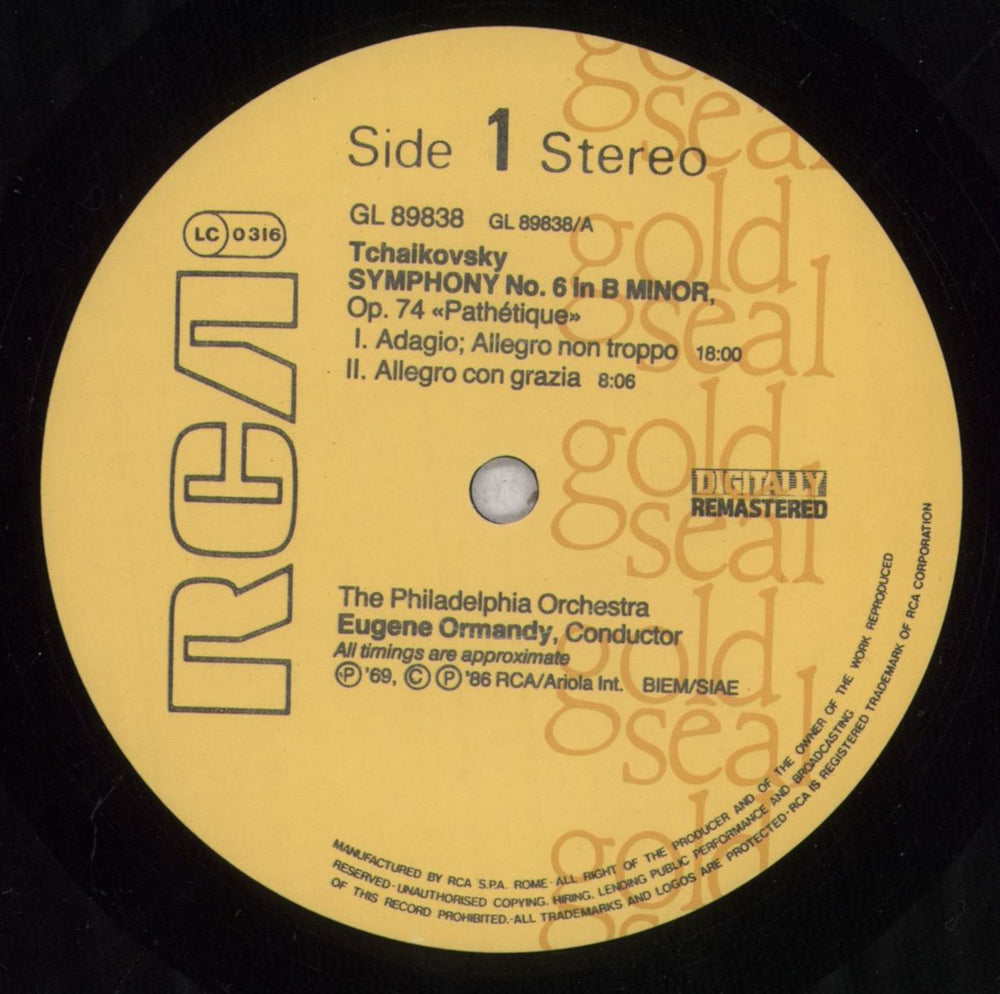 Side 1 Stereo
GL 89838 GL 89838/A
LC 0316
Tchaikovsky
SYMPHONY No. 6 in B MINOR,
Op. 74 «Pathétique»
I. Adagio; Allegro non troppo 18:00
II. Allegro con grazia 8:06
RCA
DIGITALLY
REMASTERED
The Philadelphia Orchestra
Eugene Ormandy, Conductor
All timings are approximate
Ⓟ '69, © Ⓟ '86 RCA/Ariola Int. BIEM/SIAE
MANUFACTURED BY RCA S.P.A. ROME-ALL RIGHT OF THE PRODUCER AND OF THE OWNER OF THE WORK REPRODUCED
RESERVED-UNAUTHORISED COPYING, HIRING, LENDING PUBLIC PERFORMANCE AND BROADCASTING
OF THIS RECORD PROHIBITED.-ALL TRADEMARKS AND LOGOS ARE PROTECTED-RCA IS REGISTERED TRADEMARK OF RCA CORPORATION
gold
seal
gold
seal
gold
seal
gold
seal
gold
seal